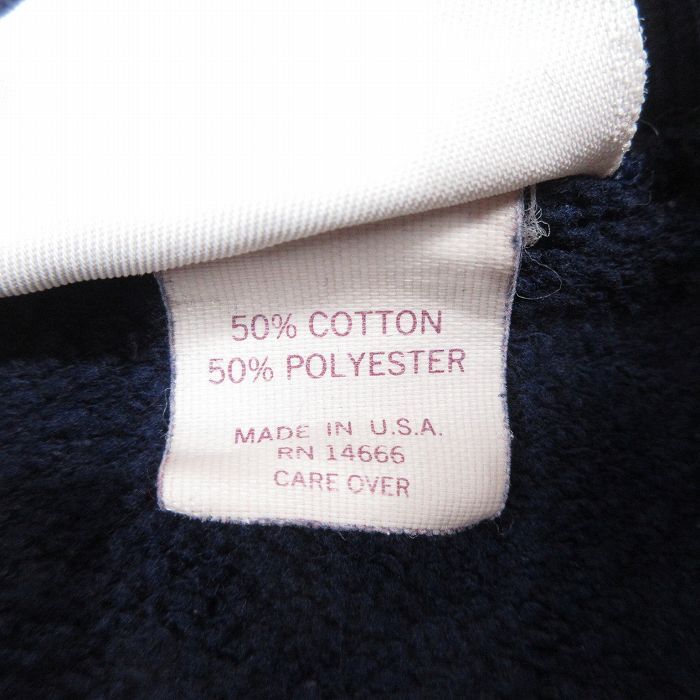 50% COTTON
50% POLYESTER
MADE IN U.S.A.
RN 14666
CARE OVER